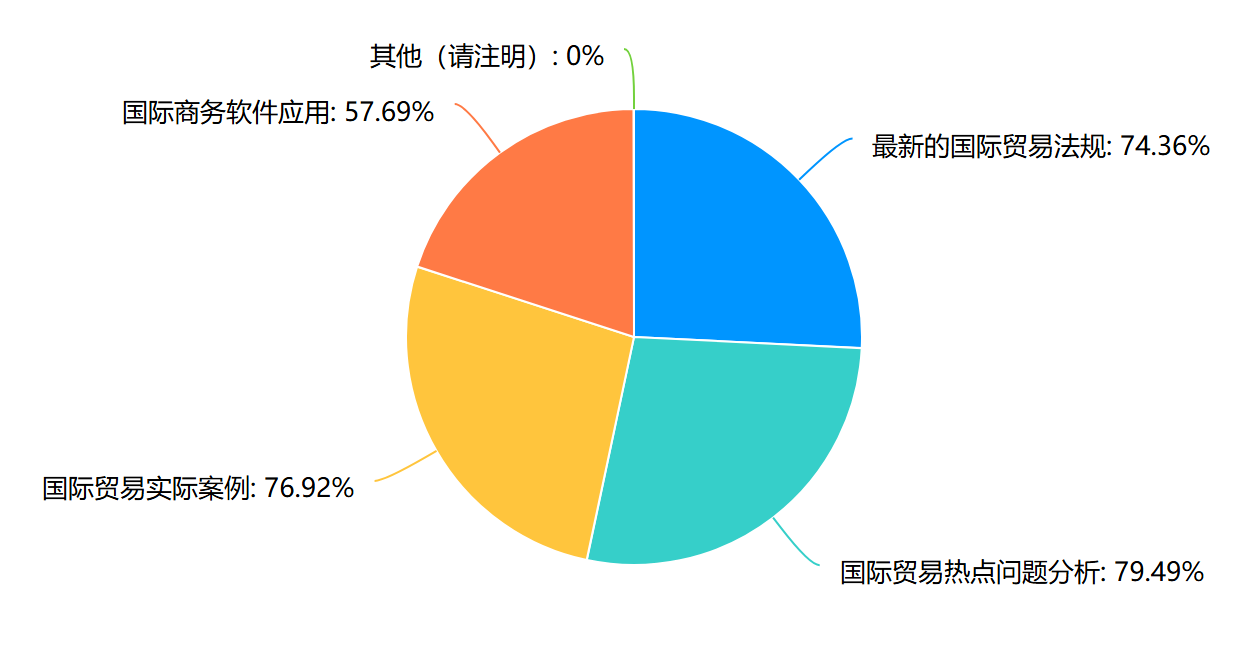 其他（请注明）: 0%
国际商务软件应用: 57.69%
最新的国际贸易法规: 74.36%
国际贸易实际案例: 76.92%
国际贸易热点问题分析: 79.49%